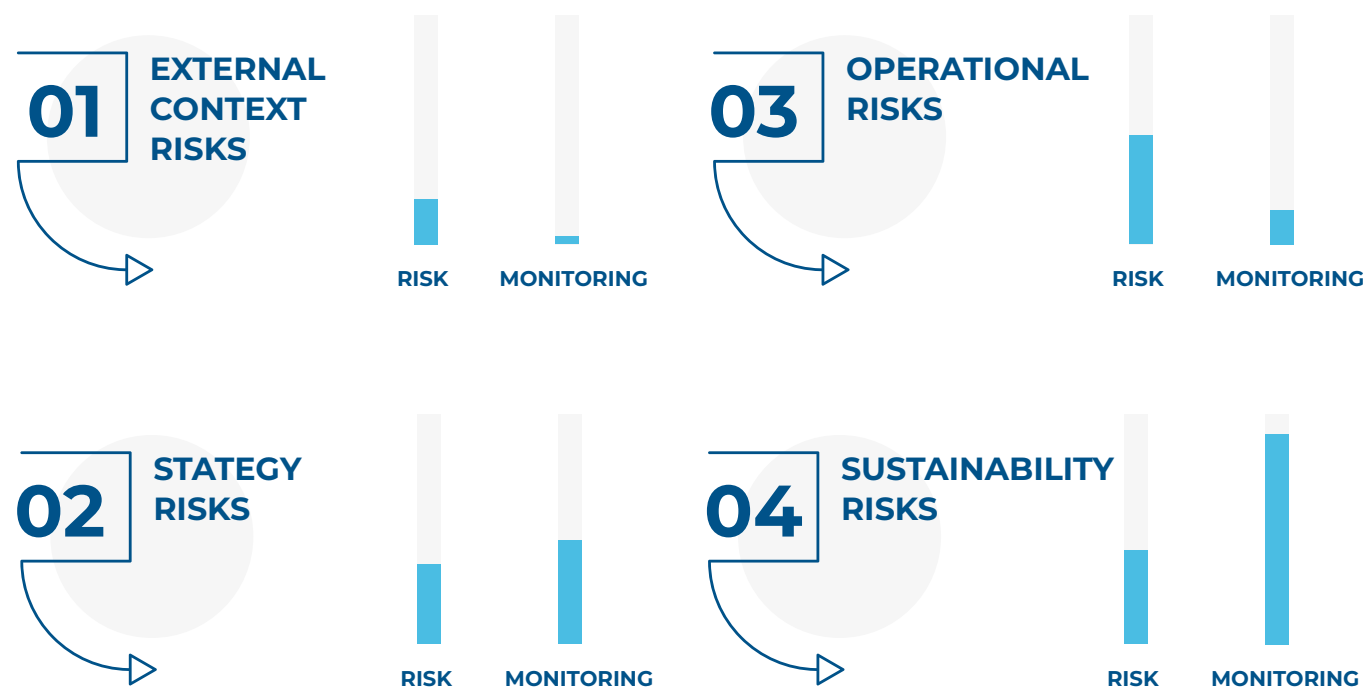 01
EXTERNAL
CONTEXT
RISKS
RISK
MONITORING
02
STATEGY
RISKS
RISK
MONITORING
03
OPERATIONAL
RISKS
RISK
MONITORING
04
SUSTAINABILITY
RISKS
RISK
MONITORING